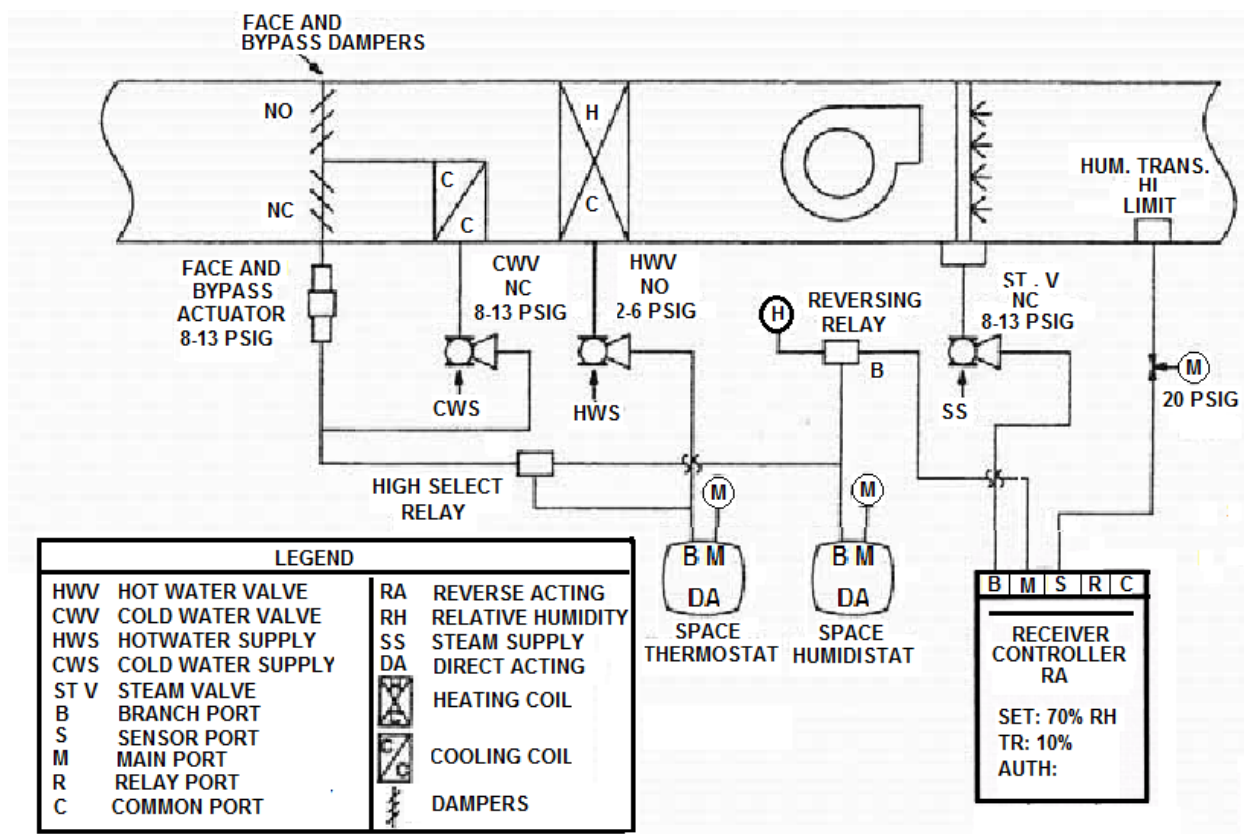 FACE AND
BYPASS DAMPERS
NO
NC
C
C
H
C
HUM. TRANS.
HI
LIMIT
FACE AND
BYPASS
ACTUATOR
8-13 PSIG
CWV
NC
8-13 PSIG
HWV
NO
2-6 PSIG
H
REVERSING
RELAY
B
ST . V
NC
8-13 PSIG
M
20 PSIG
CWS
HWS
SS
HIGH SELECT
RELAY
M
M
B M
DA
SPACE
THERMOSTAT
B M
DA
SPACE
HUMIDISTAT
B M S R C
RECEIVER
CONTROLLER
RA
SET: 70% RH
TR: 10%
AUTH:
LEGEND
HWV HOT WATER VALVE
CWV COLD WATER VALVE
HWS HOTWATER SUPPLY
CWS COLD WATER SUPPLY
ST V STEAM VALVE
B BRANCH PORT
S SENSOR PORT
M MAIN PORT
R RELAY PORT
C COMMON PORT
RA REVERSE ACTING
RH RELATIVE HUMIDITY
SS STEAM SUPPLY
DA DIRECT ACTING
HEATING COIL
C/C COOLING COIL
DAMPERS